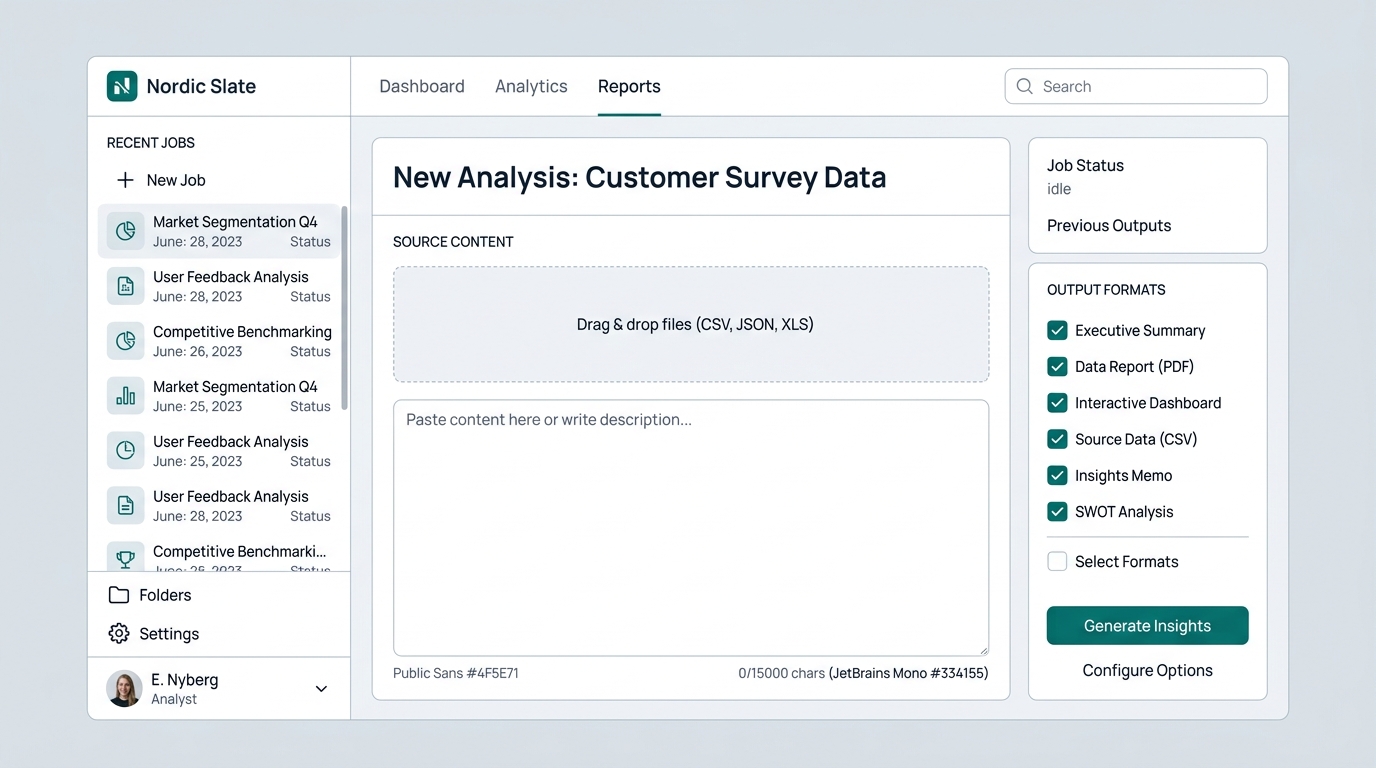 Nordic Slate
Dashboard
Analytics
Reports
Search
RECENT JOBS
New Job
Market Segmentation Q4
June: 28, 2023 Status
User Feedback Analysis
June: 28, 2023 Status
Competitive Benchmarking
June: 26, 2023 Status
Market Segmentation Q4
June: 25, 2023 Status
User Feedback Analysis
June: 25, 2023 Status
User Feedback Analysis
June: 28, 2023 Status
Competitive Benchmarki...
June: 26, 2023 Status
Folders
Settings
E. Nyberg
Analyst
New Analysis: Customer Survey Data
SOURCE CONTENT
Drag & drop files (CSV, JSON, XLS)
Paste content here or write description...
Public Sans #4F5E71
0/15000 chars (JetBrains Mono #334155)
Job Status
idle
Previous Outputs
OUTPUT FORMATS
Executive Summary
Data Report (PDF)
Interactive Dashboard
Source Data (CSV)
Insights Memo
SWOT Analysis
Select Formats
Generate Insights
Configure Options